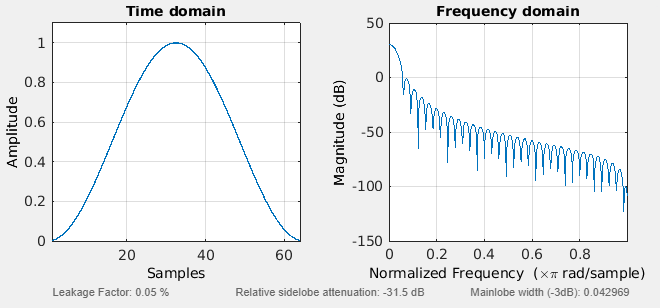 Time domain
Amplitude
1
0.8
0.6
0.4
0.2
0
20
40
60
Samples
Frequency domain
Magnitude (dB)
50
0
-50
-100
-150
0
0.2
0.4
0.6
0.8
Normalized Frequency (×π rad/sample)
Leakage Factor: 0.05 %
Relative sidelobe attenuation: -31.5 dB
Mainlobe width (-3dB): 0.042969